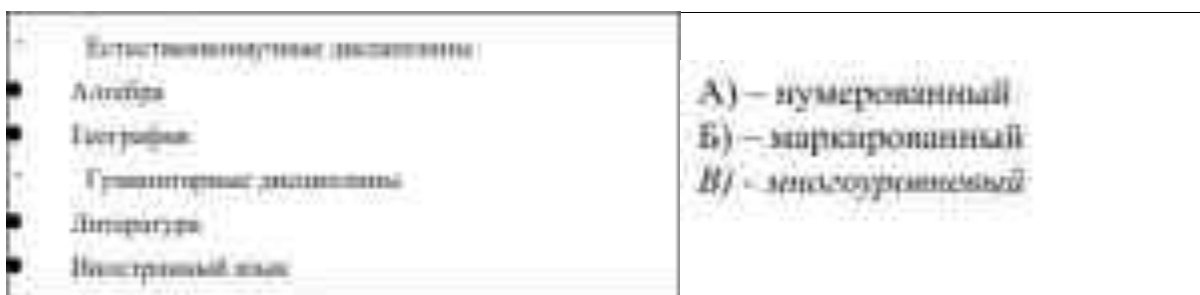 Естественнонаучные дисциплины
Алгебра
География
Гуманитарные дисциплины
Литература
Иностранный язык
А) – нумерованный
Б) – маркированный
В) - многоуровневый